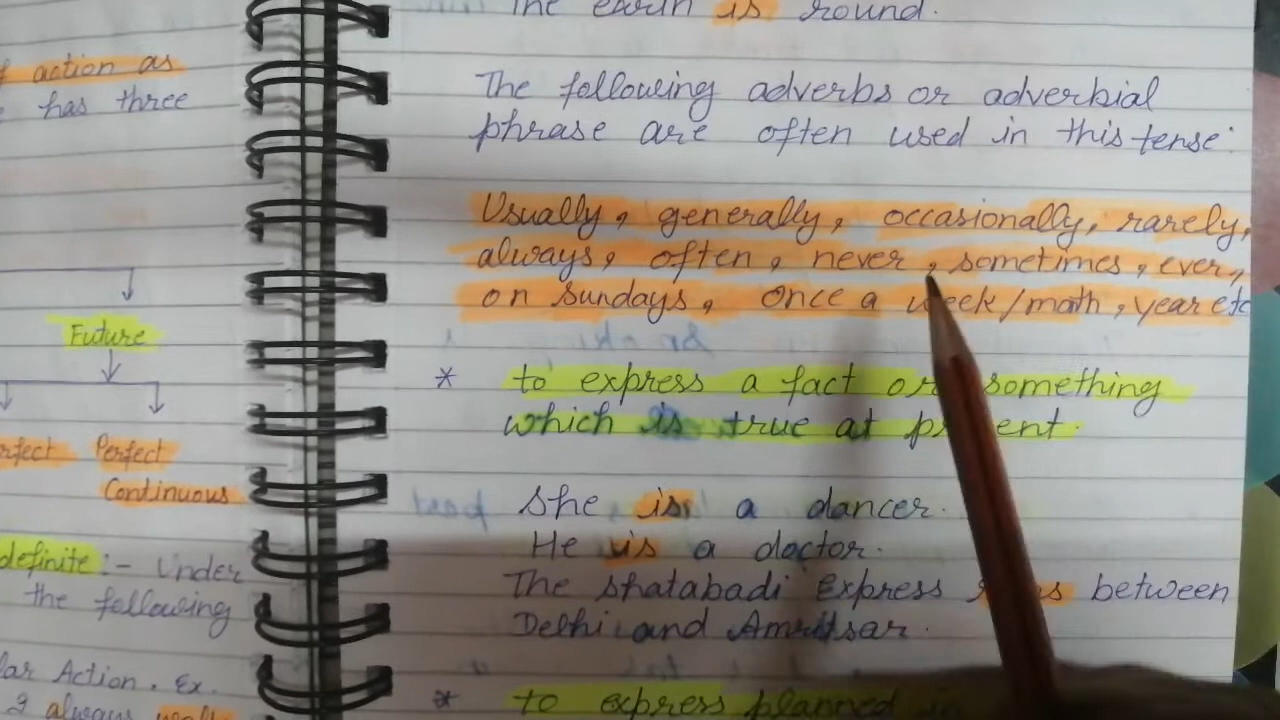 action as
has three
Future
Perfect
Continuous
definite :- Under
the following
Action. Ex.
I always
The earth is round.
The following adverbs or adverbial
phrase are often used in this tense:
Usually, generally, occasionally, rarely,
always, often, never, sometimes, ever,
on sundays, once a week/math, year etc
* to express a fact or something
which is true at present.
She is a dancer.
He is a doctor.
The Shatabadi Express runs between
Delhi and Amritsar.
* to express planned